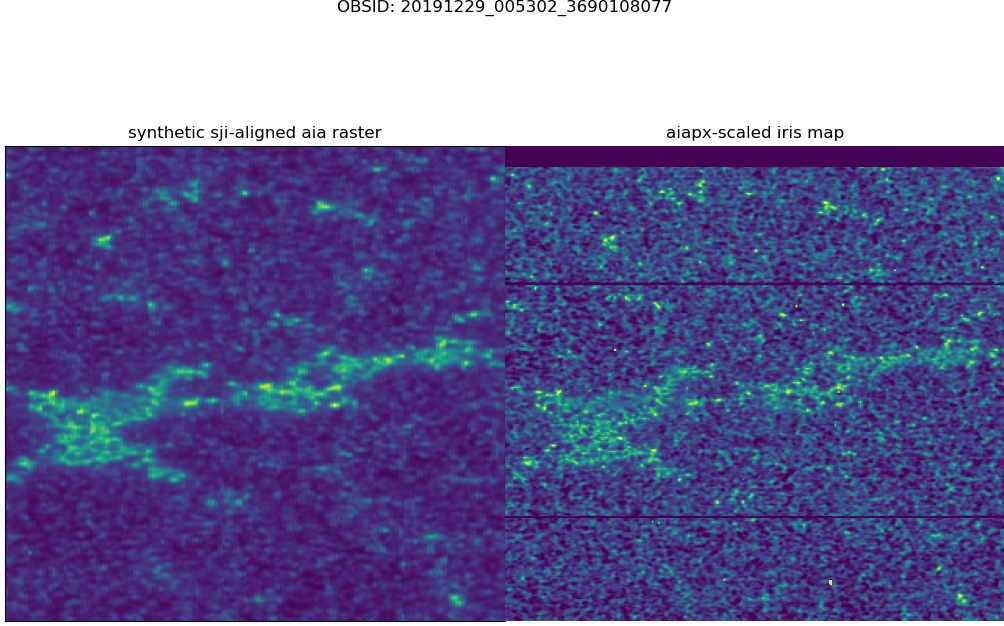 OBSID: 20191229_005302_3690108077
synthetic sji-aligned aia raster
aiapx-scaled iris map